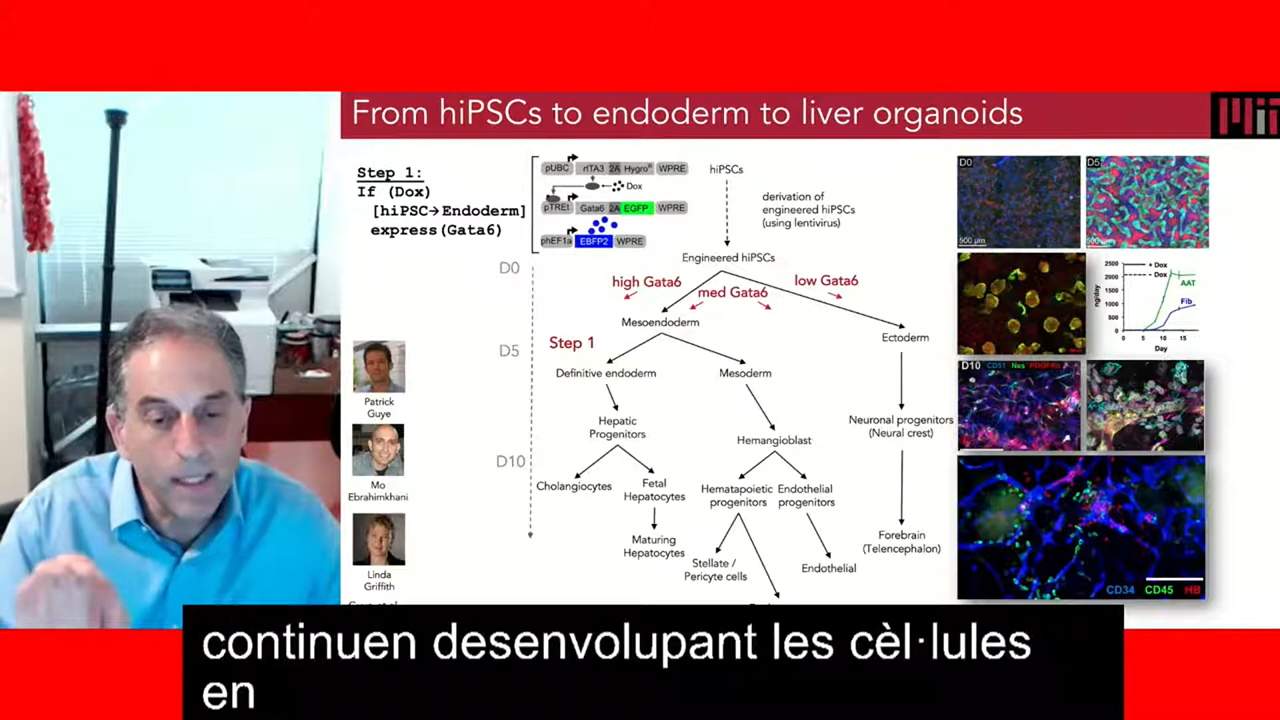 From hiPSCs to endoderm to liver organoids
Step 1:
If (Dox)
[hiPSC→Endoderm]
express(Gata6)
pUBC rtTA3 2A Hygroᴿ WPRE
Dox
pTREt Gata6 2A EGFP WPRE
phEF1a EBFP2 WPRE
hiPSCs
derivation of
engineered hiPSCs
(using lentivirus)
Engineered hiPSCs
D0
high Gata6
med Gata6
low Gata6
Mesoendoderm
Ectoderm
D5
Step 1
Definitive endoderm
Mesoderm
Hepatic
Progenitors
Hemangioblast
Neuronal progenitors
(Neural crest)
D10
Cholangiocytes
Fetal
Hepatocytes
Hematapoietic
progenitors
Endothelial
progenitors
Maturing
Hepatocytes
Stellate /
Pericyte cells
Endothelial
Forebrain
(Telencephalon)
Patrick
Guye
Mo
Ebrahimkhani
Linda
Griffith
D0
500 µm
D5
500 µm
+ Dox
- Dox
AAT
Fib
ng/day
2500
2000
1500
1000
500
0
0 5 10 15
Day
D10 CD31 Nes
CD34 CD45 HB
continuen desenvolupant les cèl·lules
en